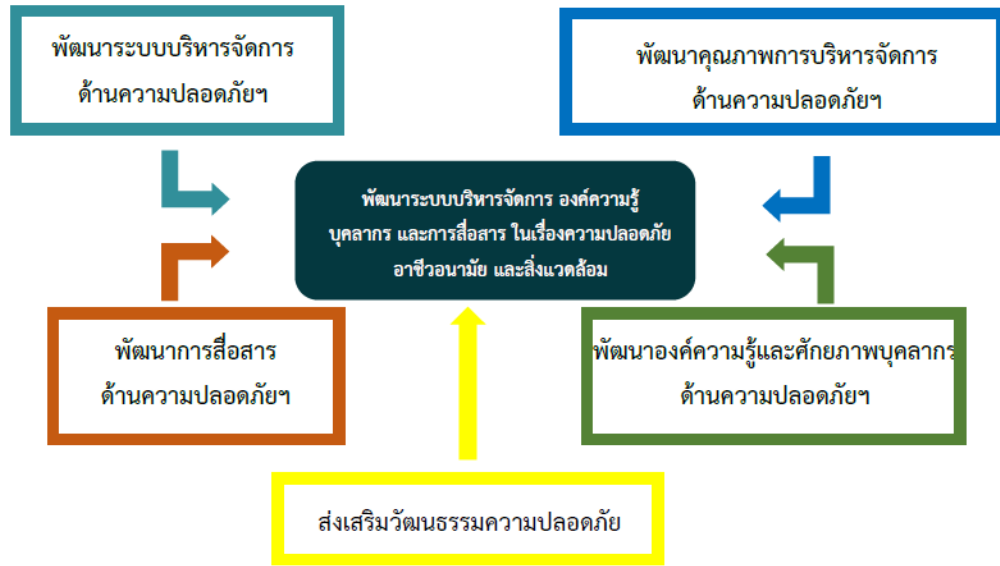 พัฒนาระบบบริหารจัดการ
ด้านความปลอดภัยฯ
พัฒนาคุณภาพการบริหารจัดการ
ด้านความปลอดภัยฯ
พัฒนาระบบบริหารจัดการ องค์ความรู้
บุคลากร และการสื่อสาร ในเรื่องความปลอดภัย
อาชีวอนามัย และสิ่งแวดล้อม
พัฒนาการสื่อสาร
ด้านความปลอดภัยฯ
พัฒนาองค์ความรู้และศักยภาพบุคลากร
ด้านความปลอดภัยฯ
ส่งเสริมวัฒนธรรมความปลอดภัย